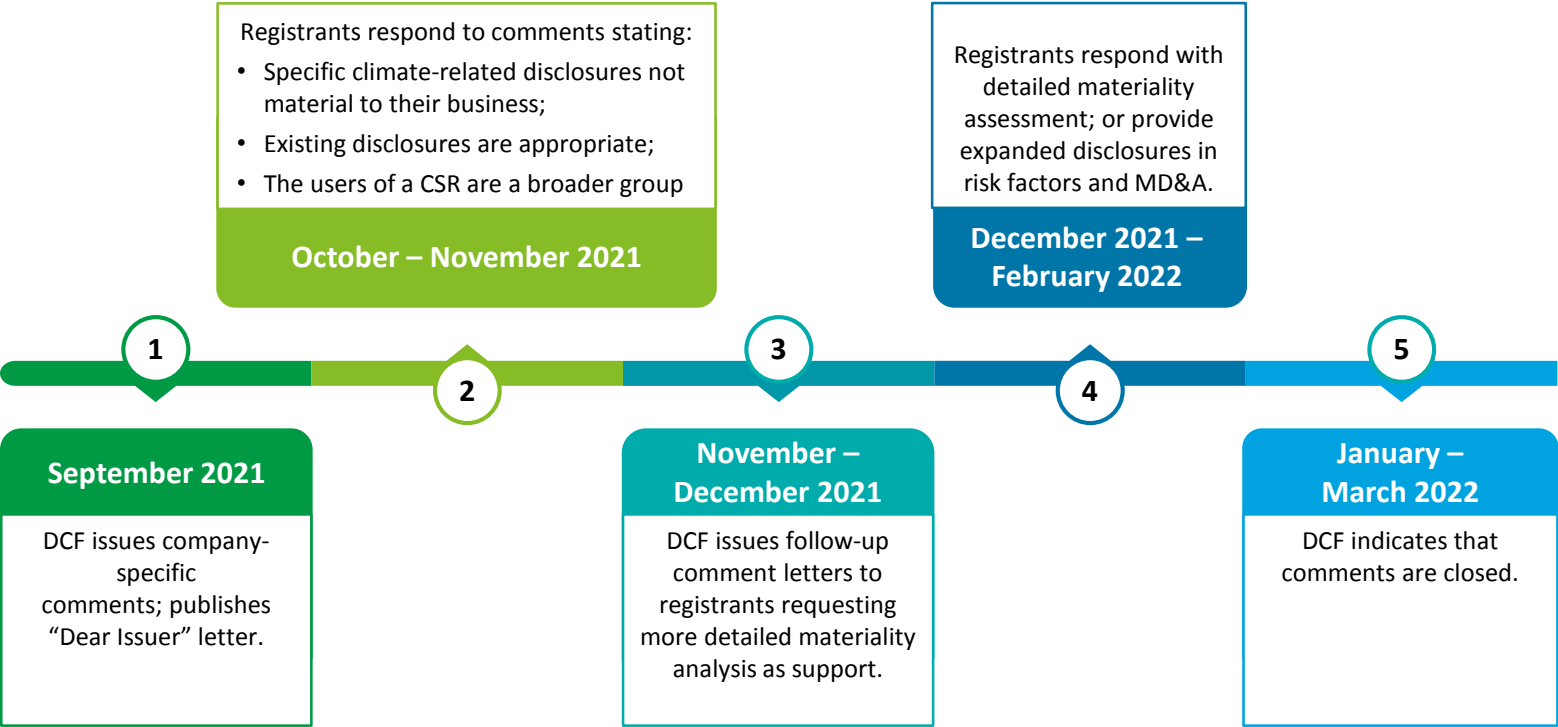 Registrants respond to comments stating:
• Specific climate-related disclosures not
material to their business;
• Existing disclosures are appropriate;
• The users of a CSR are a broader group
October – November 2021
Registrants respond with
detailed materiality
assessment; or provide
expanded disclosures in
risk factors and MD&A.
December 2021 –
February 2022
1
2
3
4
5
September 2021
DCF issues company-
specific
comments; publishes
“Dear Issuer” letter.
November –
December 2021
DCF issues follow-up
comment letters to
registrants requesting
more detailed materiality
analysis as support.
January –
March 2022
DCF indicates that
comments are closed.